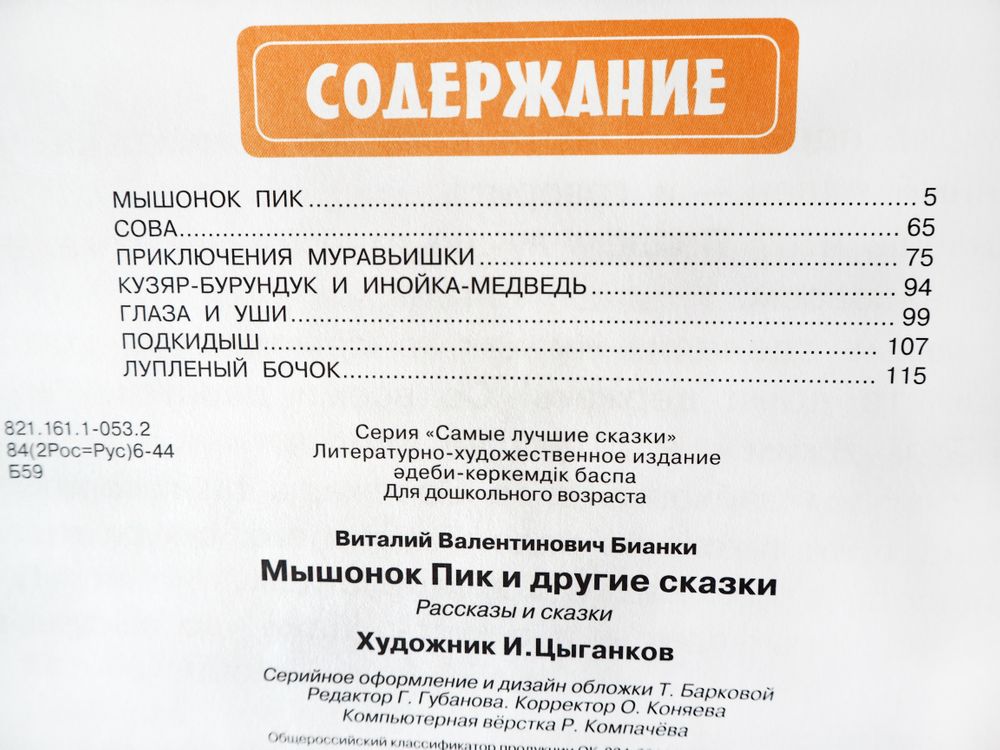 СОДЕРЖАНИЕ
МЫШОНОК ПИК 5
СОВА 65
ПРИКЛЮЧЕНИЯ МУРАВЬИШКИ 75
КУЗЯР-БУРУНДУК И ИНОЙКА-МЕДВЕДЬ 94
ГЛАЗА И УШИ 99
ПОДКИДЫШ 107
ЛУПЛЕНЫЙ БОЧОК 115
821.161.1-053.2
84(2Рос=Рус)6-44
Б59
Серия «Самые лучшие сказки»
Литературно-художественное издание
әдеби-көркемдік баспа
Для дошкольного возраста
Виталий Валентинович Бианки
Мышонок Пик и другие сказки
Рассказы и сказки
Художник И.Цыганков
Серийное оформление и дизайн обложки Т. Барковой
Редактор Г. Губанова. Корректор О. Коняева
Компьютерная вёрстка Р. Компачёва
Общероссийский классификатор продукции